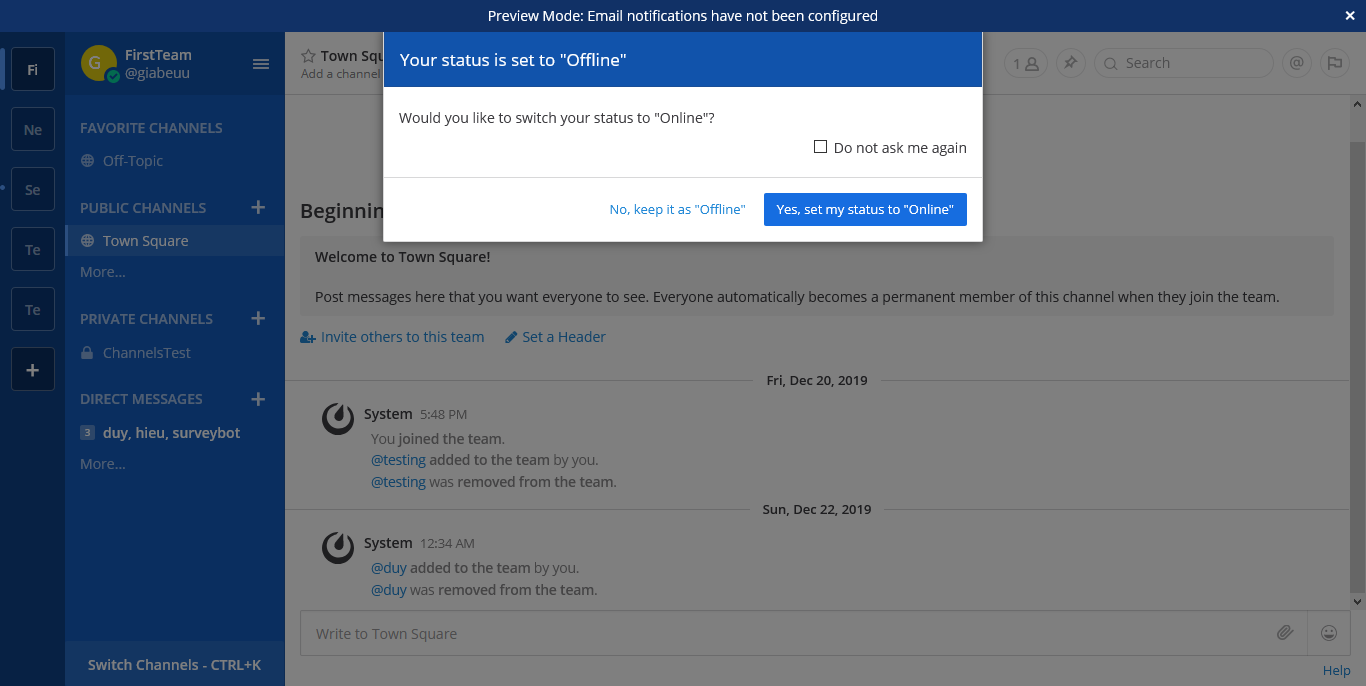 Preview Mode: Email notifications have not been configured
Fi
Ne
Se
Te
Te
+
G
FirstTeam
@giabeuu
FAVORITE CHANNELS
Off-Topic
PUBLIC CHANNELS
Town Square
More...
PRIVATE CHANNELS
ChannelsTest
DIRECT MESSAGES
3 duy, hieu, surveybot
More...
Switch Channels - CTRL+K
Town Squ
Add a channel
1
Search
@
Your status is set to "Offline"
Would you like to switch your status to "Online"?
Do not ask me again
No, keep it as "Offline"
Yes, set my status to "Online"
Beginnin
Welcome to Town Square!
Post messages here that you want everyone to see. Everyone automatically becomes a permanent member of this channel when they join the team.
Invite others to this team
Set a Header
Fri, Dec 20, 2019
System 5:48 PM
You joined the team.
@testing added to the team by you.
@testing was removed from the team.
Sun, Dec 22, 2019
System 12:34 AM
@duy added to the team by you.
@duy was removed from the team.
Write to Town Square
Help